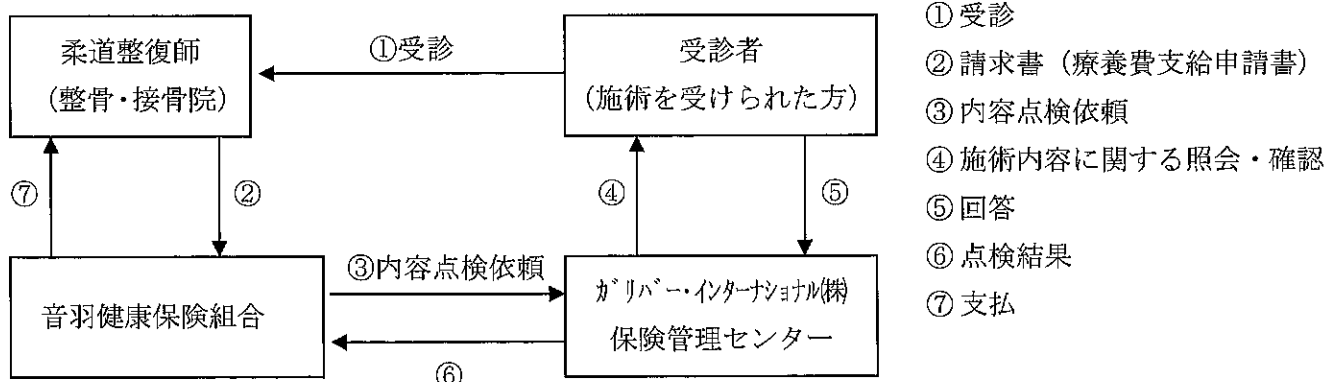 柔道整復師
(整骨・接骨院)
①受診
受診者
(施術を受けられた方)
⑦
②
④
⑤
音羽健康保険組合
③内容点検依頼
⑥
ガリバー・インターナショナル(株)
保険管理センター
①受診
②請求書（療養費支給申請書）
③内容点検依頼
④施術内容に関する照会・確認
⑤回答
⑥点検結果
⑦支払